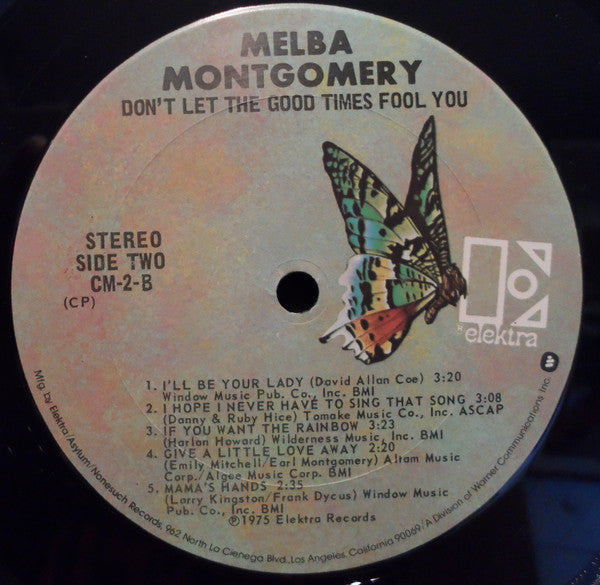 MELBA
MONTGOMERY
DON'T LET THE GOOD TIMES FOOL YOU
STEREO
SIDE TWO
CM-2-B
(CP)
elektra
1. I'LL BE YOUR LADY (David Allan Coe) 3:20
Window Music Pub. Co., Inc. BMI
2. I HOPE I NEVER HAVE TO SING THAT SONG 3:08
(Danny & Ruby Hice) Tomake Music Co., Inc. ASCAP
3. IF YOU WANT THE RAINBOW 3:23
(Harlan Howard) Wilderness Music, Inc. BMI
4. GIVE A LITTLE LOVE AWAY 2:20
(Emily Mitchell/Earl Montgomery) Altam Music
Corp./Algee Music Corp. BMI
5. MAMA'S HANDS 2:35
(Larry Kingston/Frank Dycus) Window Music
Pub. Co., Inc. BMI
℗1975 Elektra Records
Mfg. by Elektra/Asylum/Nonesuch Records, 962 North La Cienega Blvd., Los Angeles, California 90069/A Division of Warner Communications Inc.